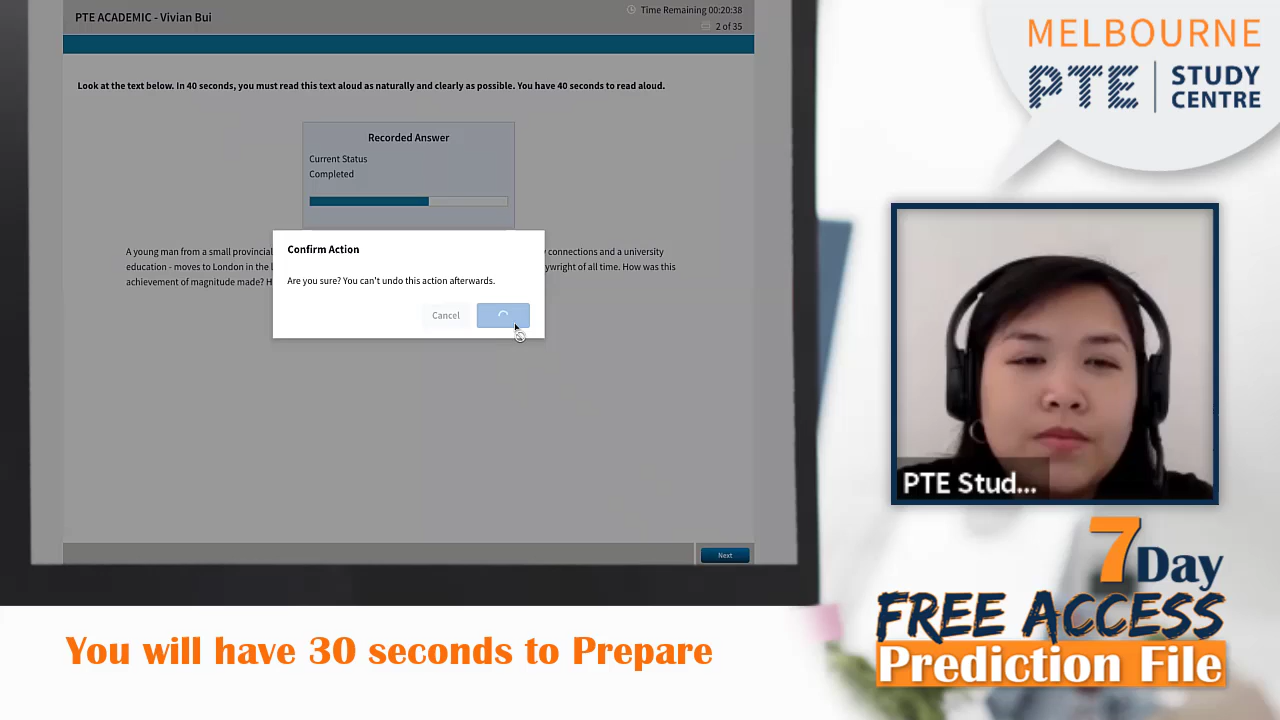 PTE ACADEMIC - Vivian Bui
Time Remaining 00:20:38
2 of 35
Look at the text below. In 40 seconds, you must read this text aloud as naturally and clearly as possible. You have 40 seconds to read aloud.
Recorded Answer
Current Status
Completed
A young man from a small provincial connections and a university
education - moves to London in the l ywright of all time. How was this
achievement of magnitude made? H
Confirm Action
Are you sure? You can't undo this action afterwards.
Cancel
Next
You will have 30 seconds to Prepare
MELBOURNE
PTE STUDY CENTRE
PTE Stud...
7 Day
FREE ACCESS
Prediction File